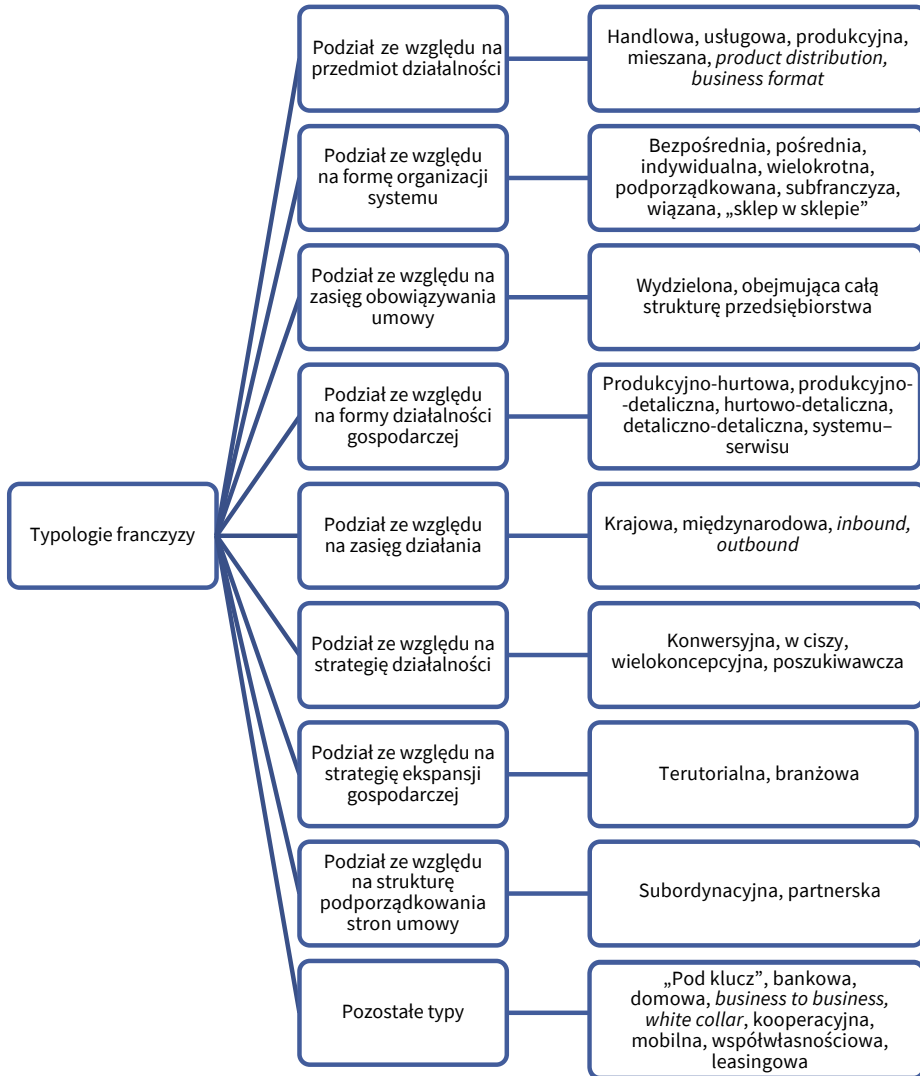 Podział ze względu na
przedmiot działalności
Handlowa, usługowa, produkcyjna,
mieszana, product distribution,
business format
Podział ze względu
na formę organizacji
systemu
Bezpośrednia, pośrednia,
indywidualna, wielokrotna,
podporządkowana, subfranczyza,
wiązana, „sklep w sklepie”
Podział ze względu na
zasięg obowiązywania
umowy
Wydzielona, obejmująca całą
strukturę przedsiębiorstwa
Podział ze względu
na formy działalności
gospodarczej
Produkcyjno-hurtowa, produkcyjno-
-detaliczna, hurtowo-detaliczna,
detaliczno-detaliczna, systemu–
serwisu
Typologie franczyzy
Podział ze względu
na zasięg działania
Krajowa, międzynarodowa, inbound,
outbound
Podział ze względu na
strategię działalności
Konwersyjna, w ciszy,
wielokoncepcyjna, poszukiwawcza
Podział ze względu na
strategię ekspansji
gospodarczej
Terutorialna, branżowa
Podział ze względu
na strukturę
podporządkowania
stron umowy
Subordynacyjna, partnerska
Pozostałe typy
„Pod klucz”, bankowa,
domowa, business to business,
white collar, kooperacyjna,
mobilna, współwłasnościowa,
leasingowa